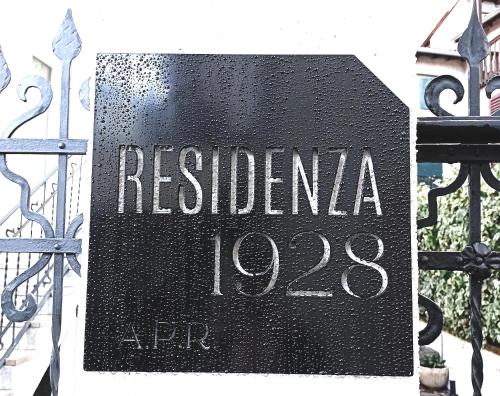 RESIDENZA
1928
A.P.R.